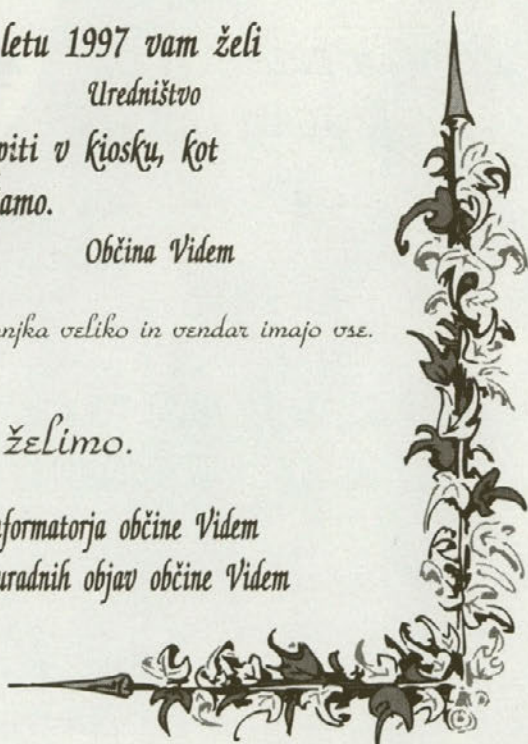 letu 1997 vam želi
Uredništvo
piti v kiosku, kot
amo.
Občina Videm
njka veliko in vendar imajo vse.
želimo.
nformatorja občine Videm
uradnih objav občine Videm